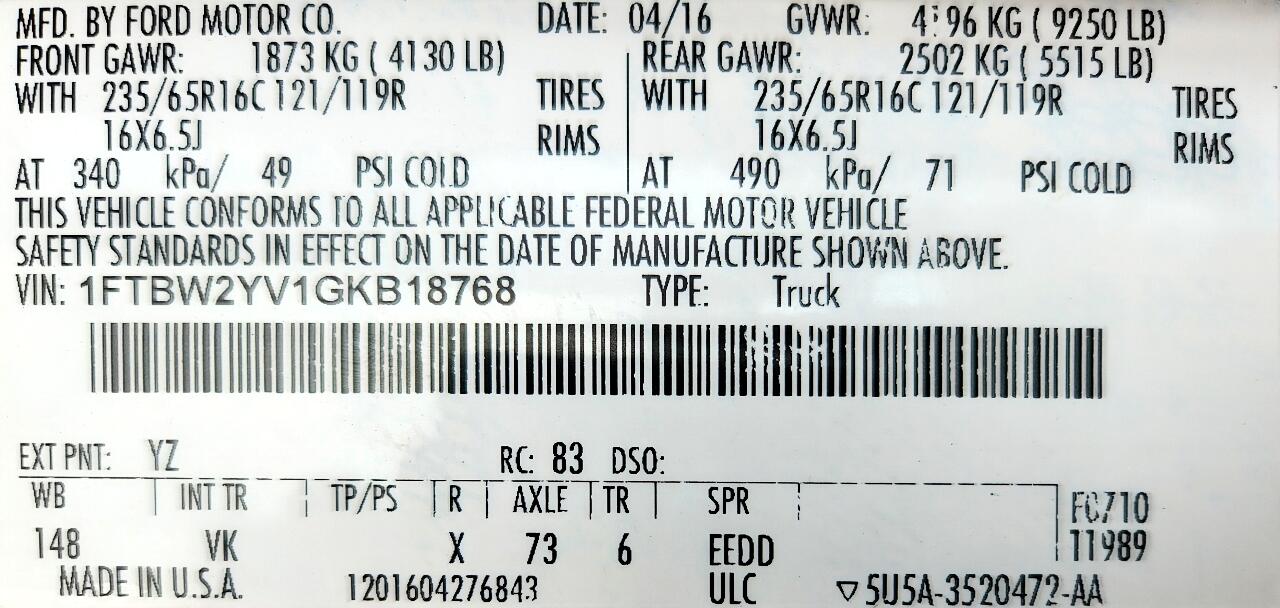 MFD. BY FORD MOTOR CO. DATE: 04/16 GVWR: KG ( 9250 LB)
FRONT GAWR: 1873 KG ( 4130 LB) REAR GAWR: 2502 KG ( 5515 LB)
WITH 235/65R16C 121/119R TIRES WITH 235/65R16C 121/119R TIRES
16X6.5J RIMS 16X6.5J RIMS
AT 340 kPa/ 49 PSI COLD AT 490 kPa/ 71 PSI COLD
THIS VEHICLE CONFORMS TO ALL APPLICABLE FEDERAL MOTOR VEHICLE
SAFETY STANDARDS IN EFFECT ON THE DATE OF MANUFACTURE SHOWN ABOVE.
VIN: 1FTBW2YV1GKB18768 TYPE: Truck
EXT PNT: YZ RC: 83 DSO:
WB INT TR TP/PS R AXLE TR SPR
148 VK X 73 6 EEDD 11989
MADE IN U.S.A. 1201604276843 ULC ▽5U5A-3520472-AA